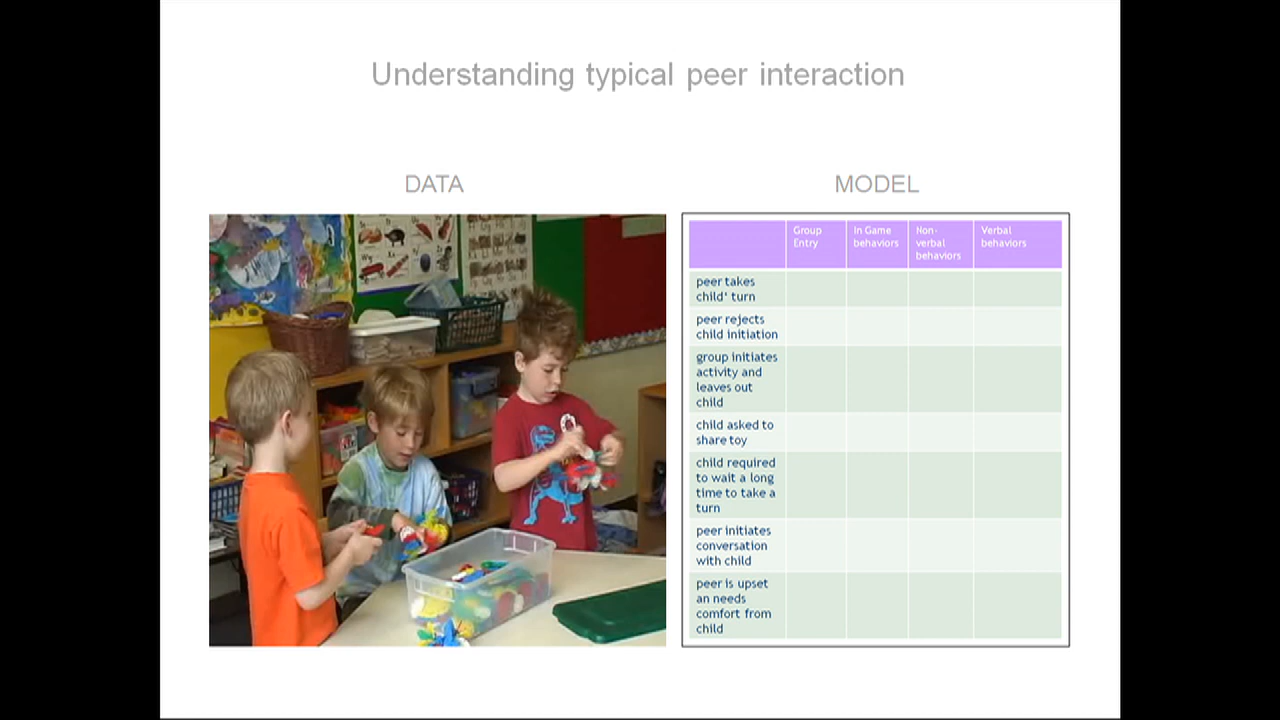 Understanding typical peer interaction
DATA
MODEL
Group
Entry
In Game
behaviors
Non-
verbal
behaviors
Verbal
behaviors
peer takes
child' turn
peer rejects
child initiation
group initiates
activity and
leaves out
child
child asked to
share toy
child required
to wait a long
time to take a
turn
peer initiates
conversation
with child
peer is upset
an needs
comfort from
child